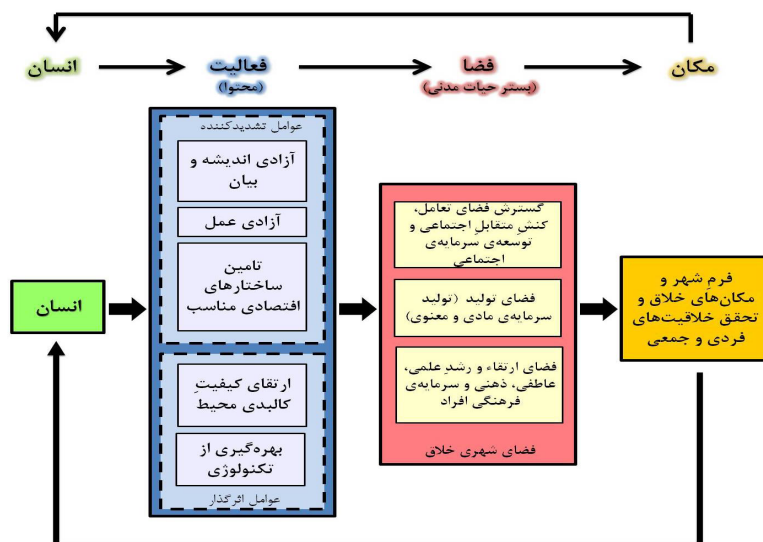 انسان
فعالیت
(محتوا)
فضا
(بستر حیات مدنی)
مکان
عوامل تشدیدکننده
آزادی اندیشه و
بیان
آزادی عمل
تامین
ساختارهای
اقتصادی مناسب
ارتقای کیفیتِ
کالبدی محیط
بهره‌گیری از
تکنولوژی
عوامل اثرگذار
انسان
گسترش فضای تعامل،
کنشِ متقابلِ اجتماعی و
توسعه‌ی سرمایه‌ی
اجتماعی
فضای تولید (تولید
سرمایه‌ی مادی و معنوی)
فضای ارتقاء و رشدِ علمی،
عاطفی، ذهنی و سرمایه‌ی
فرهنگی افراد
فضای شهری خلاق
فرمِ شهر و
مکان‌های خلاق و
تحقق خلاقیت‌های
فردی و جمعی